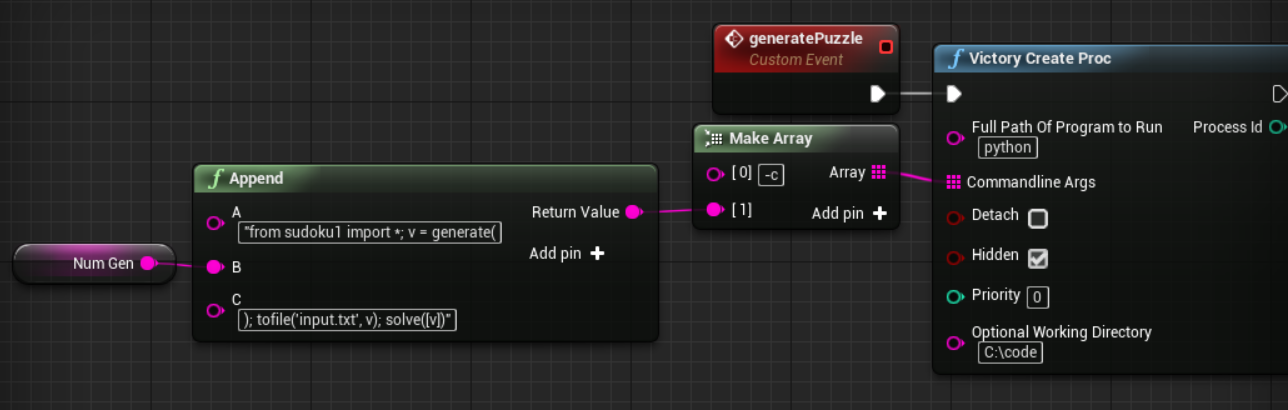 generatePuzzle
Custom Event
f Victory Create Proc
Full Path Of Program to Run
python
Process Id
Commandline Args
Detach
Hidden
Priority 0
Optional Working Directory
C:\code
Make Array
[0] -c
Array
[1]
Add pin +
f Append
A
"from sudoku1 import *; v = generate(
Return Value
Add pin +
B
C
); tofile('input.txt', v); solve([v])"
Num Gen